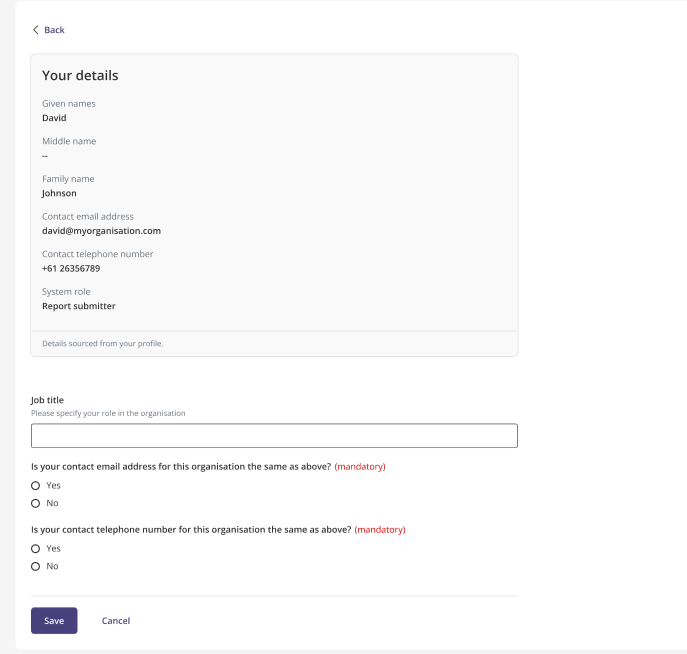 Back
Your details
Given names
David
Middle name
--
Family name
Johnson
Contact email address
david@myorganisation.com
Contact telephone number
+61 26356789
System role
Report submitter
Details sourced from your profile.
Job title
Please specify your role in the organisation
Is your contact email address for this organisation the same as above? (mandatory)
Yes
No
Is your contact telephone number for this organisation the same as above? (mandatory)
Yes
No
Save Cancel